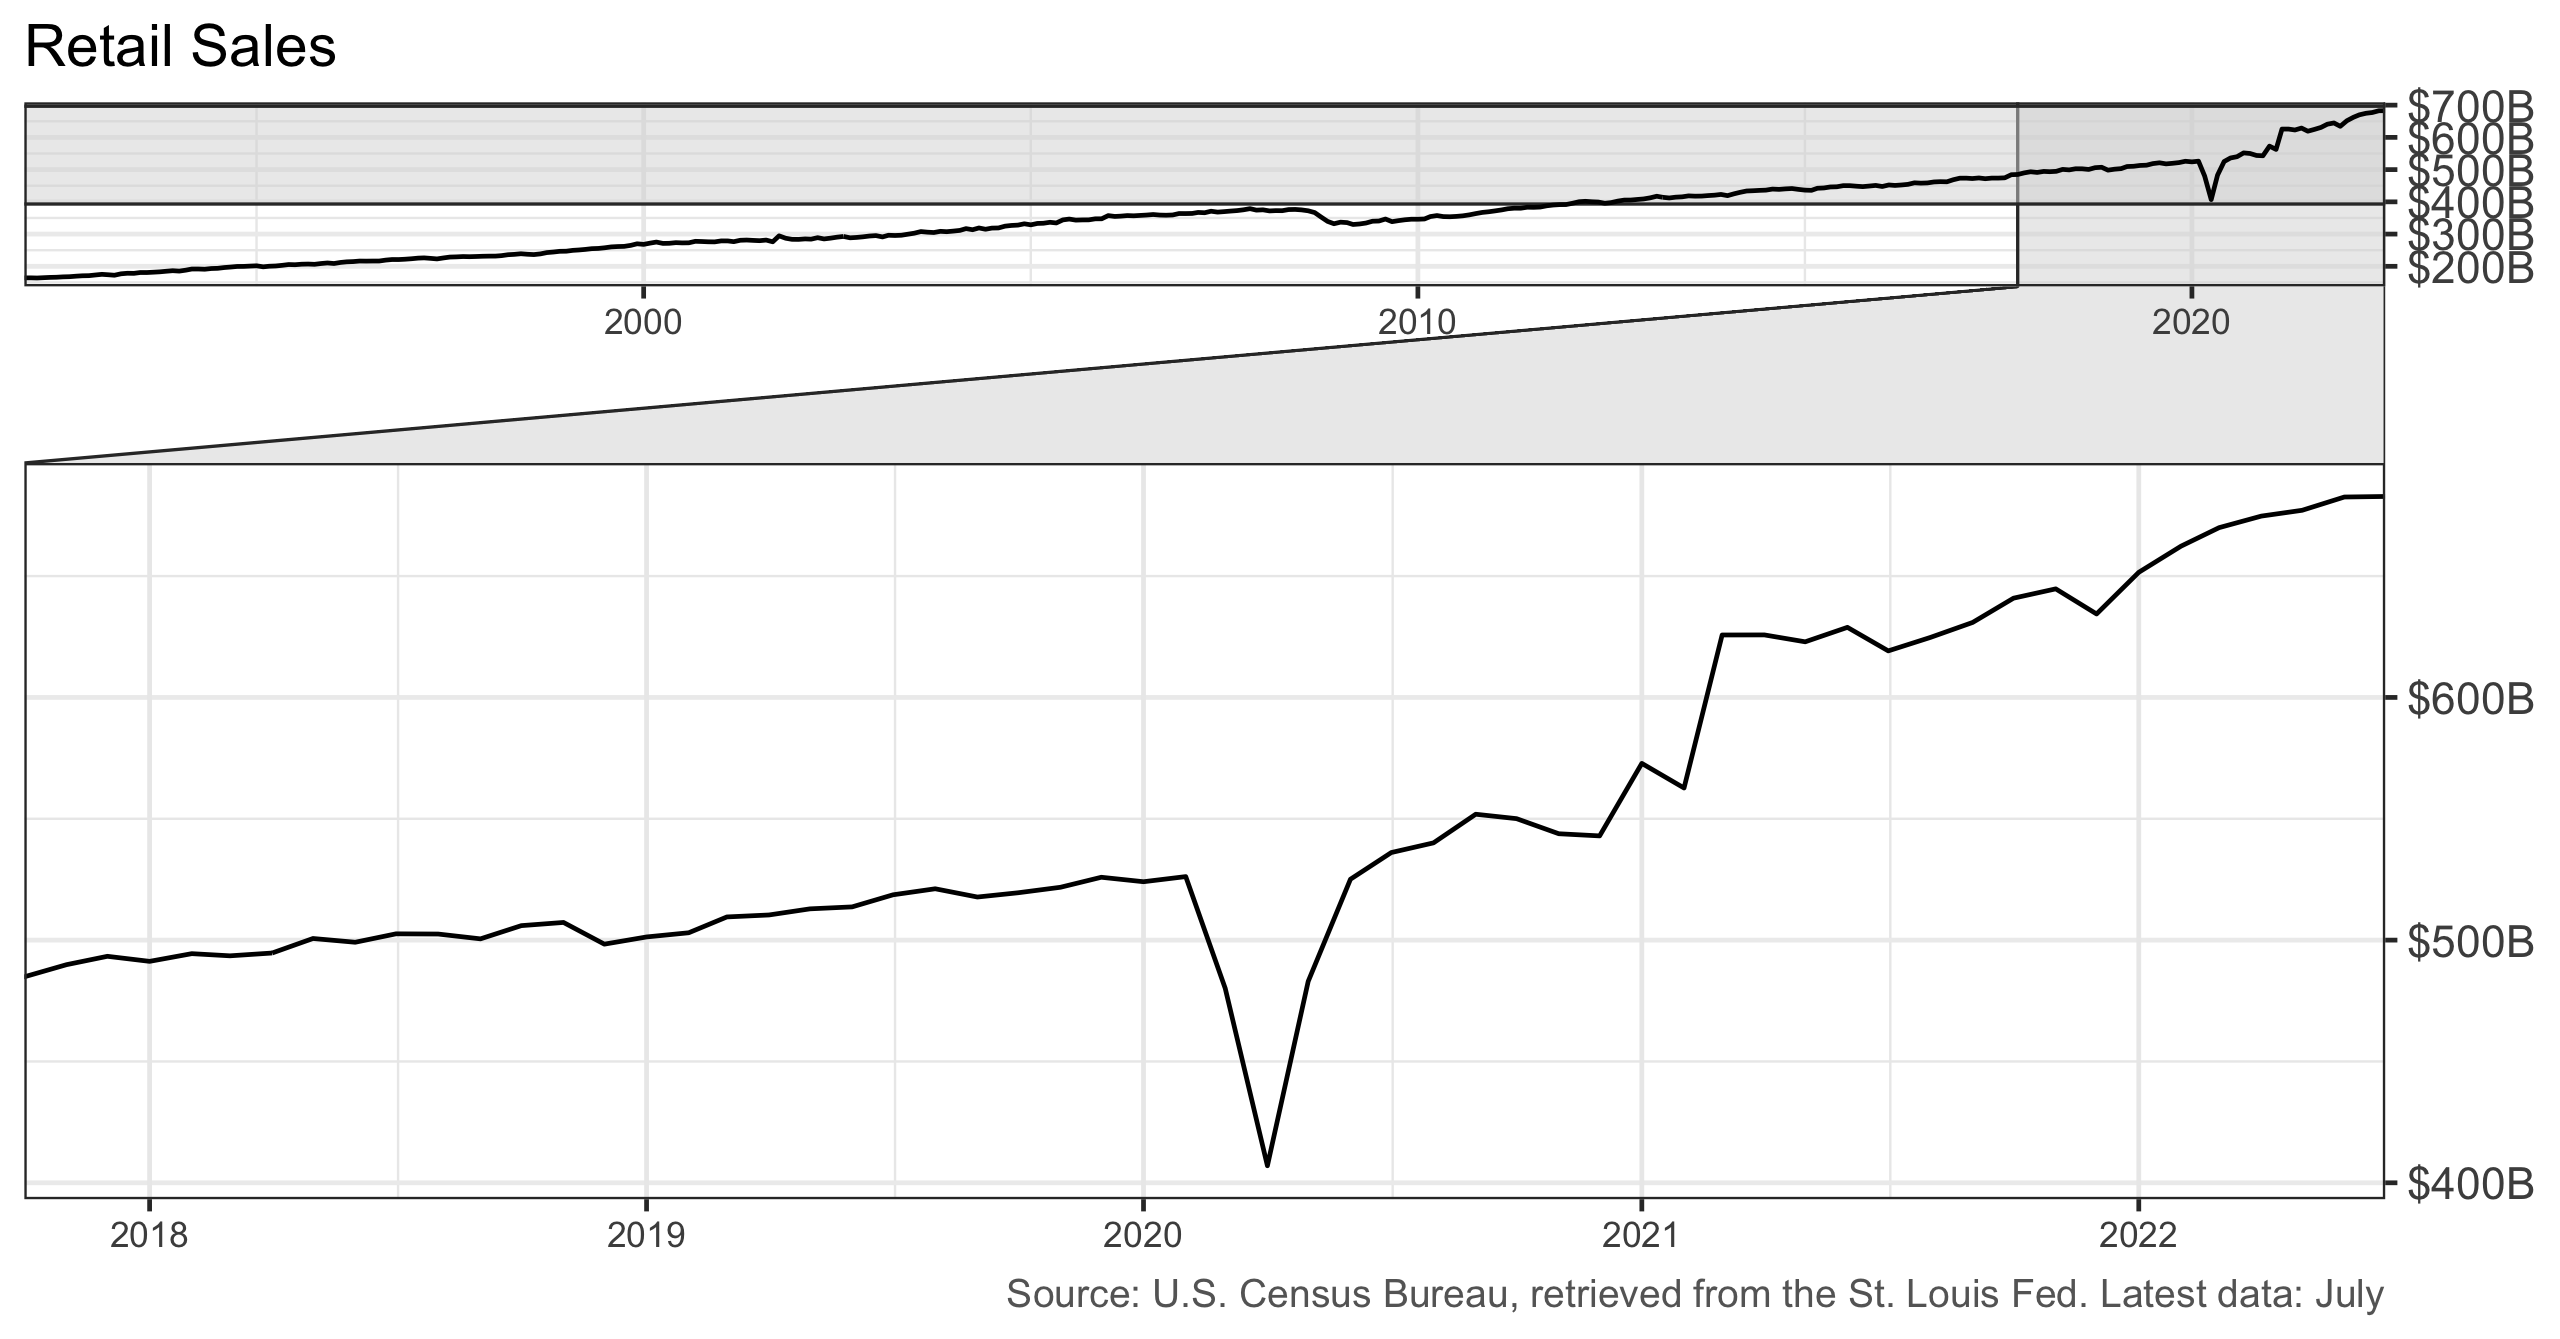 Retail Sales
$700B
$600B
$500B
$400B
$300B
$200B
2000 2010 2020
$600B
$500B
$400B
2018 2019 2020 2021 2022
Source: U.S. Census Bureau, retrieved from the St. Louis Fed. Latest data: July